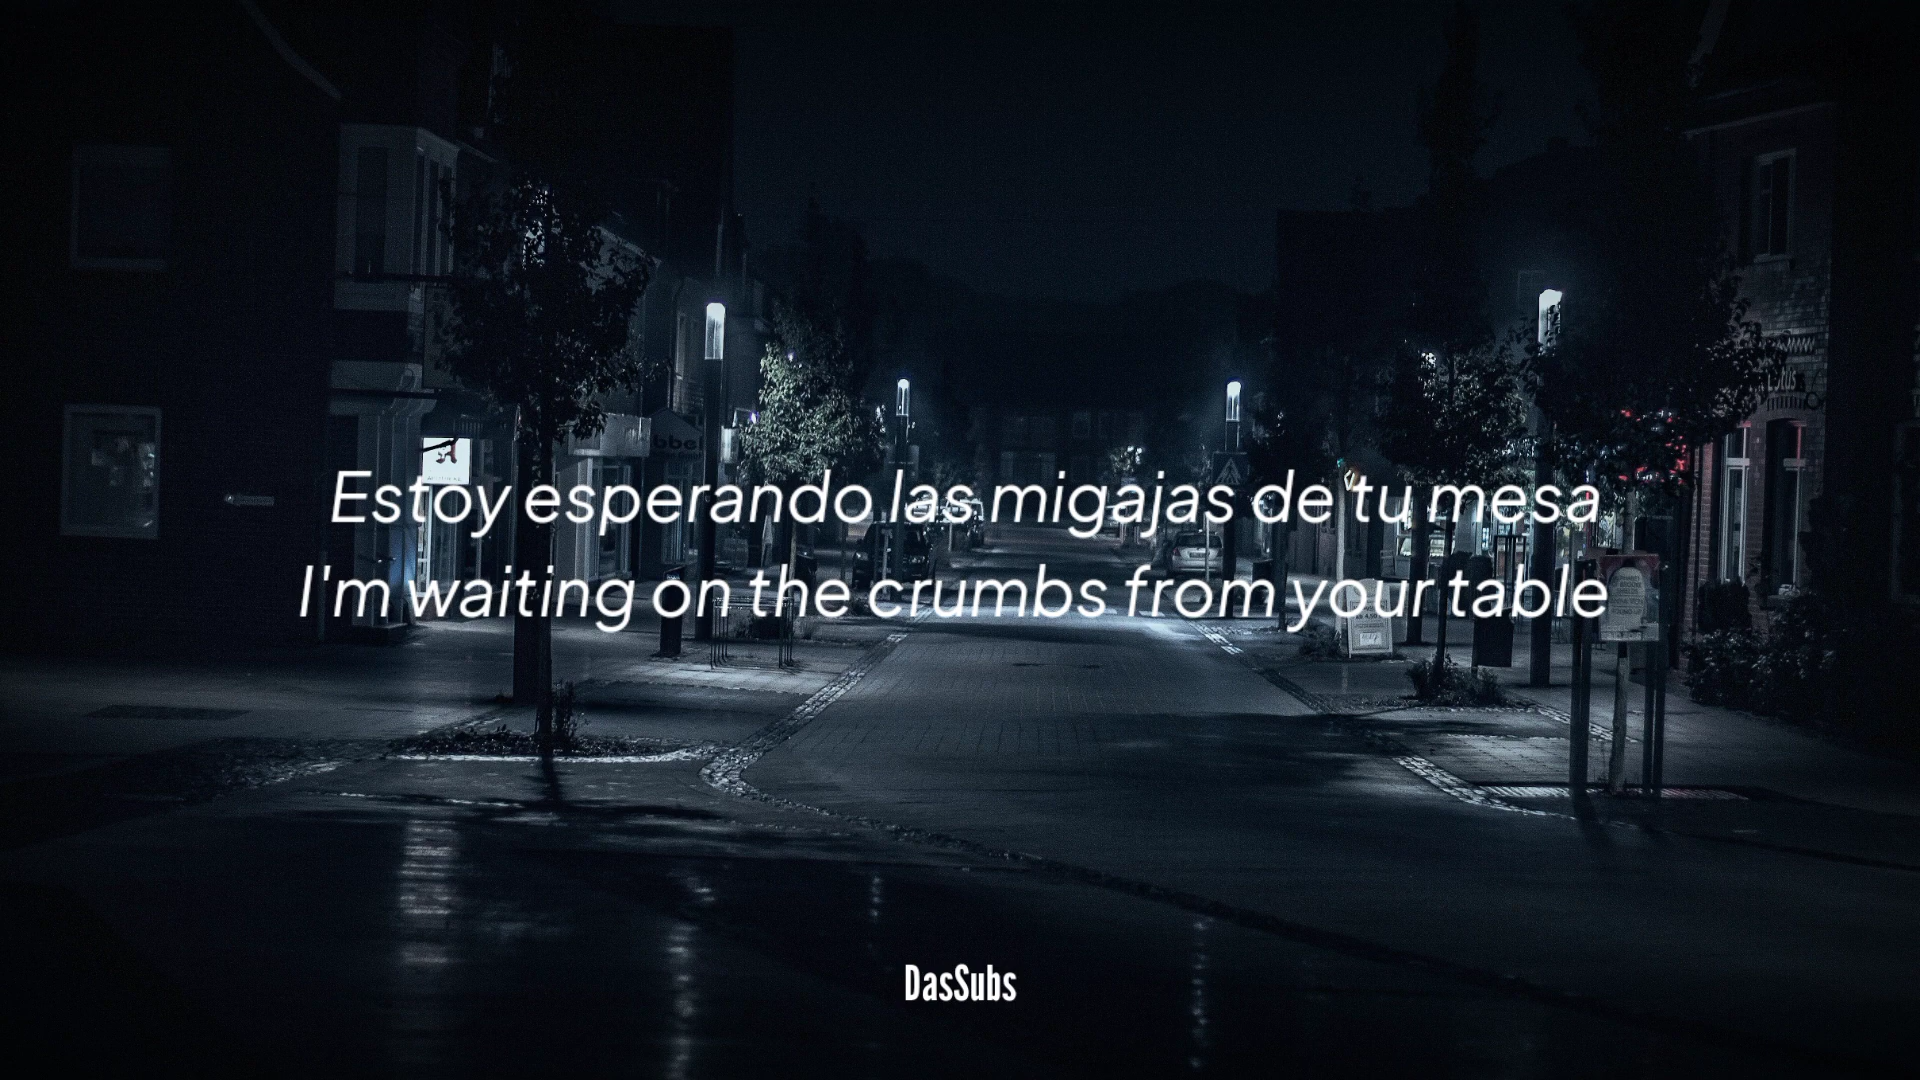 Estoy esperando las migajas de tu mesa
I'm waiting on the crumbs from your table
DasSubs